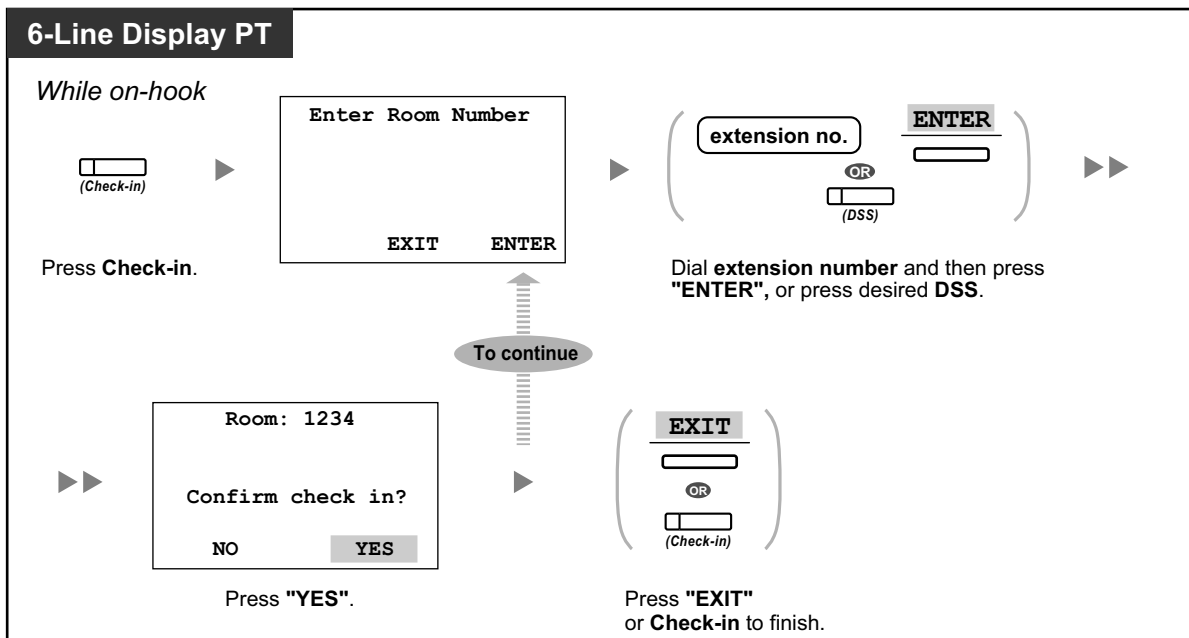 6-Line Display PT
While on-hook
(Check-in)
Press Check-in.
Enter Room Number
EXIT ENTER
extension no.
OR
(DSS)
ENTER
Dial extension number and then press
"ENTER", or press desired DSS.
To continue
Room: 1234
Confirm check in?
NO YES
Press "YES".
EXIT
OR
(Check-in)
Press "EXIT"
or Check-in to finish.